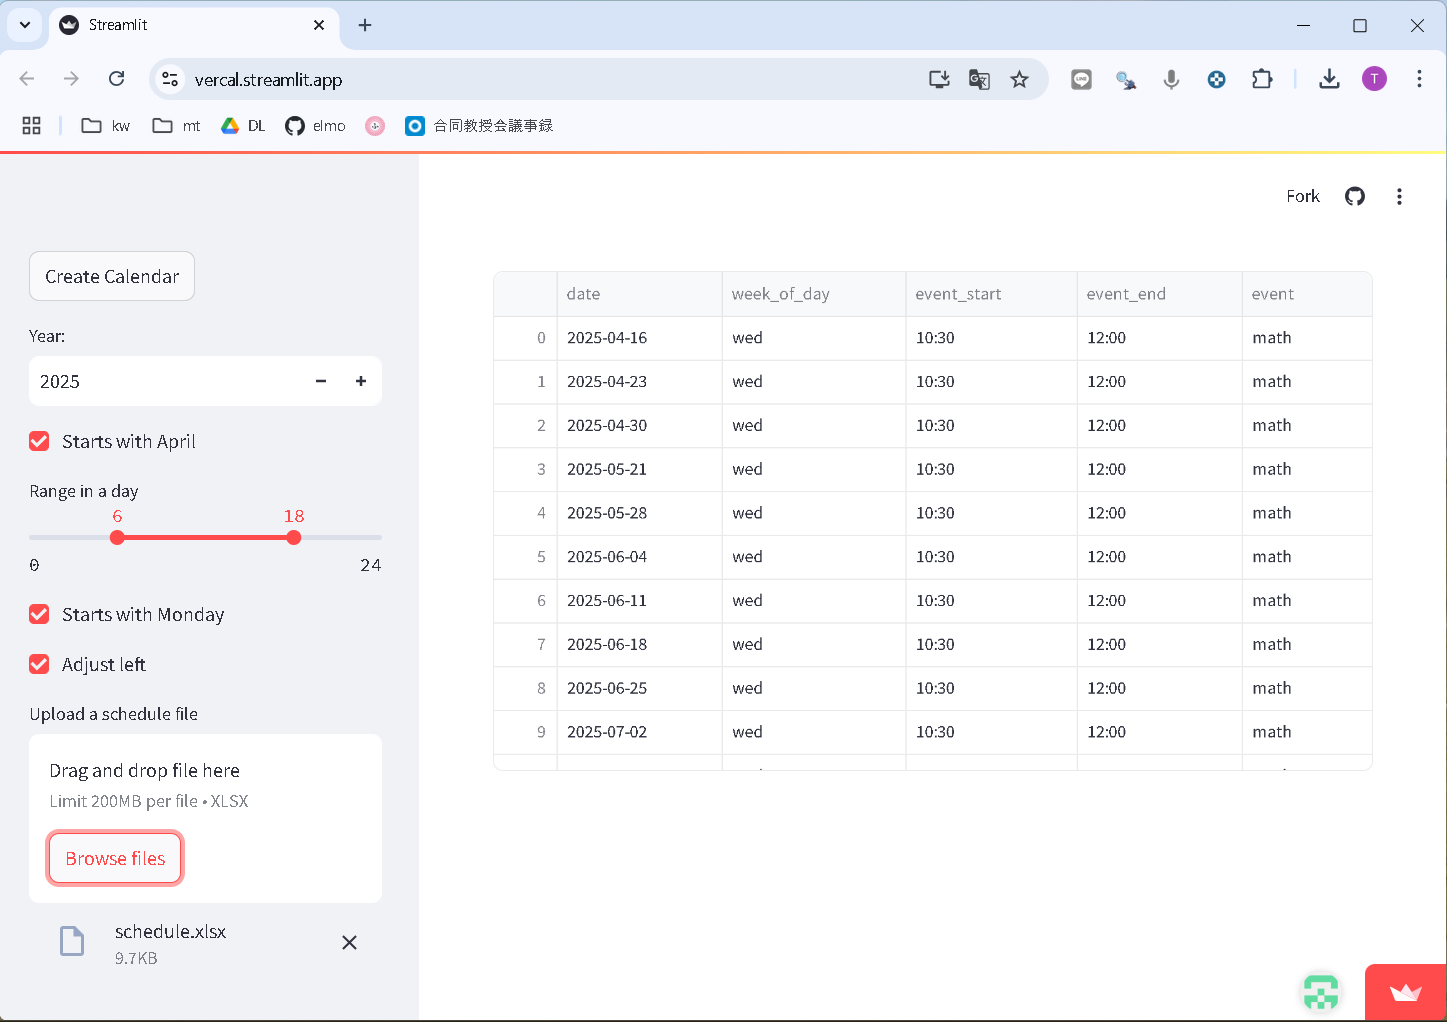 Streamlit
vercal.streamlit.app
kw
mt
DL
elmo
合同教授会議事録
Fork
Create Calendar
Year:
2025
Starts with April
Range in a day
6 18
0 24
Starts with Monday
Adjust left
Upload a schedule file
Drag and drop file here
Limit 200MB per file • XLSX
Browse files
schedule.xlsx
9.7KB
date week_of_day event_start event_end event
0 2025-04-16 wed 10:30 12:00 math
1 2025-04-23 wed 10:30 12:00 math
2 2025-04-30 wed 10:30 12:00 math
3 2025-05-21 wed 10:30 12:00 math
4 2025-05-28 wed 10:30 12:00 math
5 2025-06-04 wed 10:30 12:00 math
6 2025-06-11 wed 10:30 12:00 math
7 2025-06-18 wed 10:30 12:00 math
8 2025-06-25 wed 10:30 12:00 math
9 2025-07-02 wed 10:30 12:00 math
T
LINE